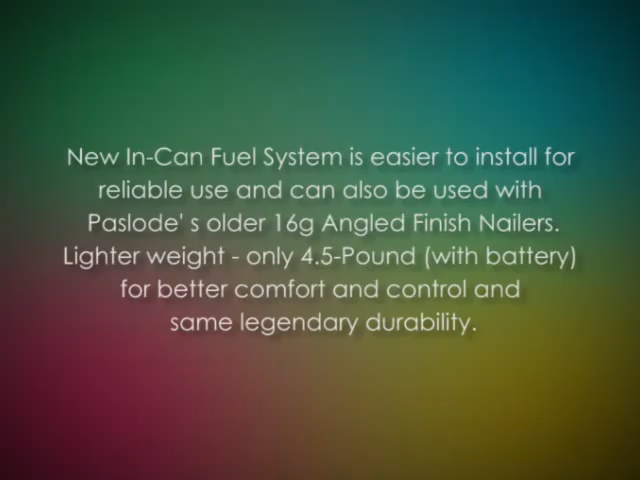 New In-Can Fuel System is easier to install for
reliable use and can also be used with
Paslode' s older 16g Angled Finish Nailers.
Lighter weight - only 4.5-Pound (with battery)
for better comfort and control and
same legendary durability.